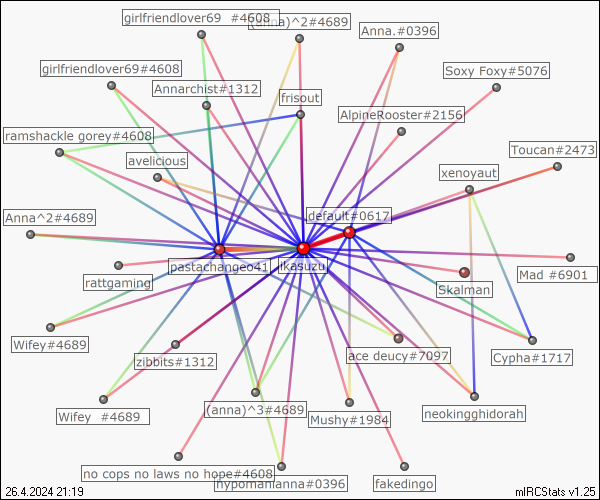 girlfriendlover69 #4608
(anna)^2#4689
Anna.#0396
girlfriendlover69#4608
Soxy Foxy#5076
Annarchist#1312
frisout
AlpineRooster#2156
ramshackle gorey#4608
Toucan#2473
avelicious
xenoyaut
Anna^2#4689
default#0617
pastachangeo41
jikasuzu
rattgaming
Skalman
Mad #6901
Wifey#4689
zibbits#1312
ace deucy#7097
Cypha#1717
Wifey #4689
(anna)^3#4689
Mushy#1984
neokingghidorah
no cops no laws no hope#4608
hypomanianna#0396
fakedingo
26.4.2024 21:19
mIRCStats v1.25